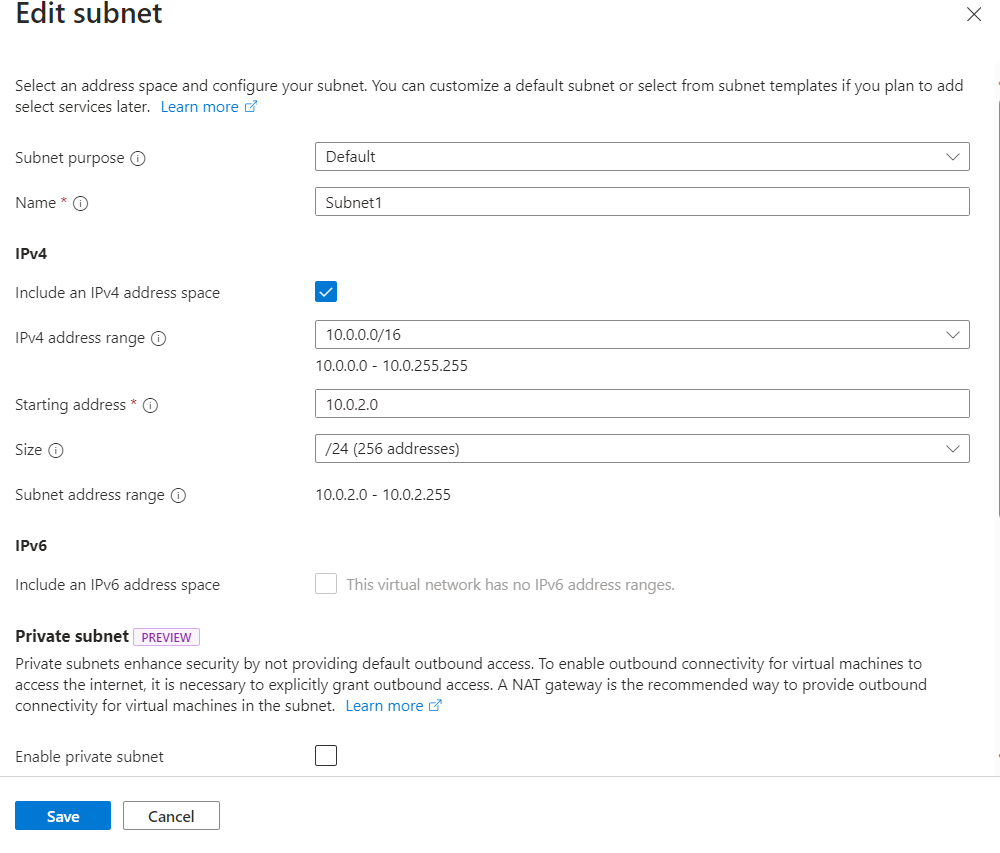 Edit subnet
Select an address space and configure your subnet. You can customize a default subnet or select from subnet templates if you plan to add
select services later. Learn more
Subnet purpose
Default
Name *
Subnet1
IPv4
Include an IPv4 address space
IPv4 address range
10.0.0.0/16
10.0.0.0 - 10.0.255.255
Starting address *
10.0.2.0
Size
/24 (256 addresses)
Subnet address range
10.0.2.0 - 10.0.2.255
IPv6
Include an IPv6 address space
This virtual network has no IPv6 address ranges.
Private subnet PREVIEW
Private subnets enhance security by not providing default outbound access. To enable outbound connectivity for virtual machines to
access the internet, it is necessary to explicitly grant outbound access. A NAT gateway is the recommended way to provide outbound
connectivity for virtual machines in the subnet. Learn more
Enable private subnet
Save
Cancel